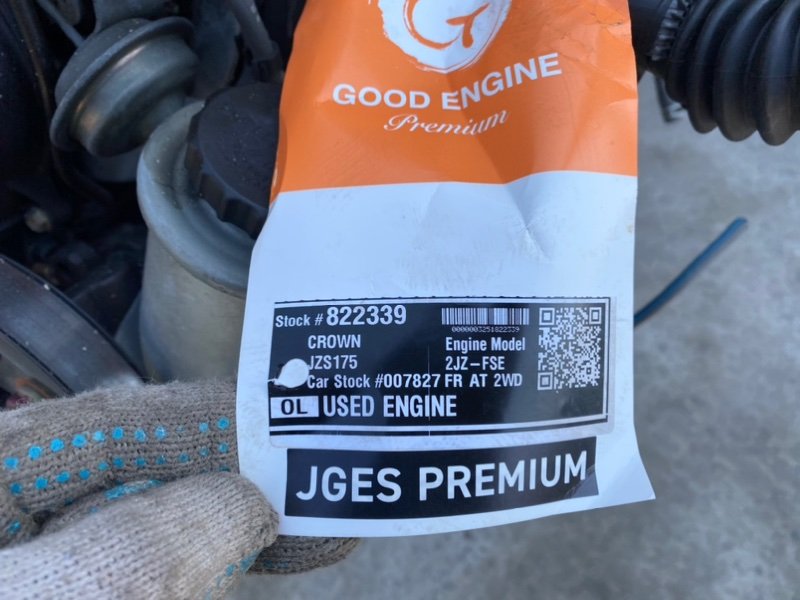 GOOD ENGINE
Premium
Stock # 822339
0000003251822339
CROWN Engine Model
JZS175 2JZ-FSE
Car Stock #007827 FR AT 2WD
OL USED ENGINE
JGES PREMIUM